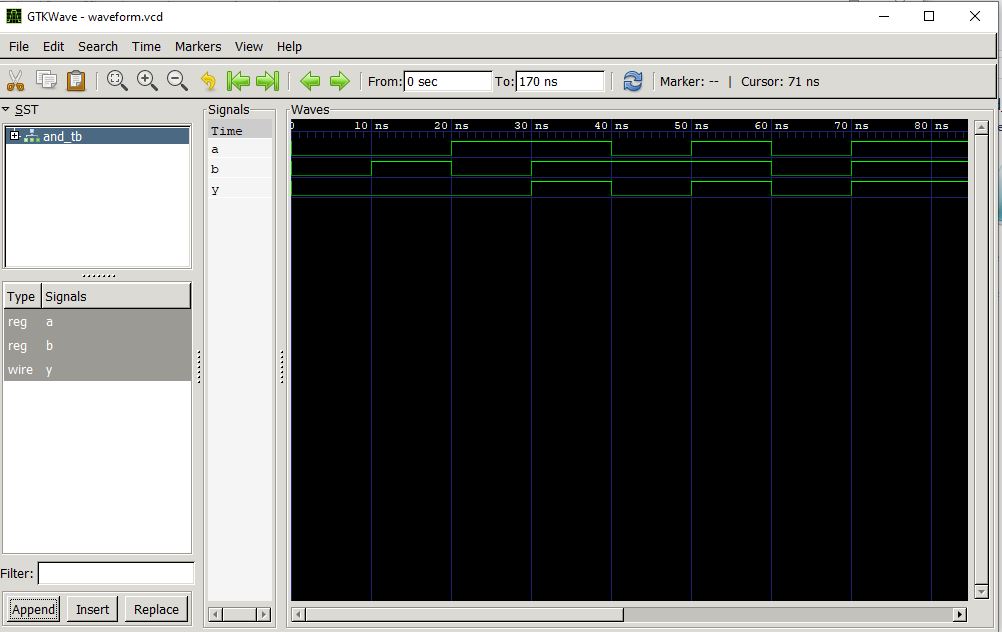 GTKWave - waveform.vcd
File Edit Search Time Markers View Help
From: 0 sec To: 170 ns Marker: -- | Cursor: 71 ns
SST
and_tb
Type Signals
reg a
reg b
wire y
Filter:
Append Insert Replace
Signals
Time
a
b
y
Waves
0 10 ns 20 ns 30 ns 40 ns 50 ns 60 ns 70 ns 80 ns